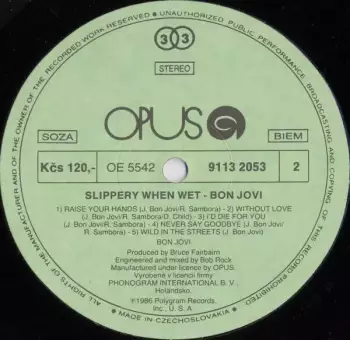 ALL RIGHTS OF THE MANUFACTURER AND OF THE OWNER OF THE RECORDED WORK RESERVED • UNAUTHORIZED PUBLIC PERFORMANCE, BROADCASTING AND COPYING OF THIS RECORD PROHIBITED
33
STEREO
SOZA
OPUS
BIEM
Kčs 120,-
OE 5542
9113 2053
2
SLIPPERY WHEN WET - BON JOVI
1) RAISE YOUR HANDS (J. Bon Jovi/R. Sambora) - 2) WITHOUT LOVE
(J. Bon Jovi/R. Sambora/D. Child) - 3) I'D DIE FOR YOU
(J. Bon Jovi/R. Sambora) - 4) NEVER SAY GOODBYE (J. Bon Jovi/
R. Sambora) - 5) WILD IN THE STREETS (J. Bon Jovi)
BON JOVI
Produced by Bruce Fairbairn
Engineered and mixed by Bob Rock
Manufactured under licence by OPUS.
Vyrobené v licencii firmy
PHONOGRAM INTERNATIONAL B. V.,
Holandsko.
℗ 1986 Polygram Records,
Inc., U. S. A
MADE IN CZECHOSLOVAKIA